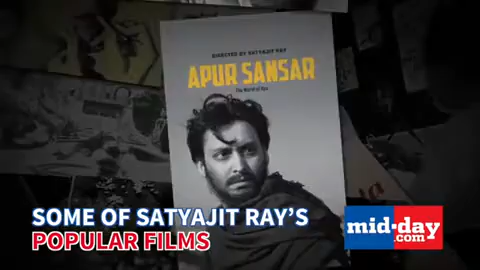 DIRECTED BY SATYAJIT RAY
APUR SANSAR
The World of Apu
SOME OF SATYAJIT RAY'S
POPULAR FILMS
mid-day
.com